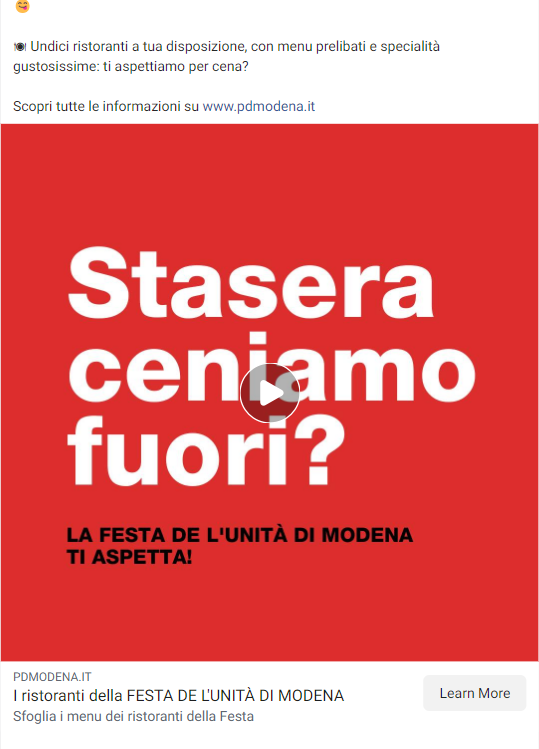 😋
🍽 Undici ristoranti a tua disposizione, con menu prelibati e specialità
gustosissime: ti aspettiamo per cena?
Scopri tutte le informazioni su www.pdmodena.it
Stasera
ceniamo
fuori?
LA FESTA DE L'UNITÀ DI MODENA
TI ASPETTA!
PDMODENA.IT
I ristoranti della FESTA DE L'UNITÀ DI MODENA
Sfoglia i menu dei ristoranti della Festa
Learn More